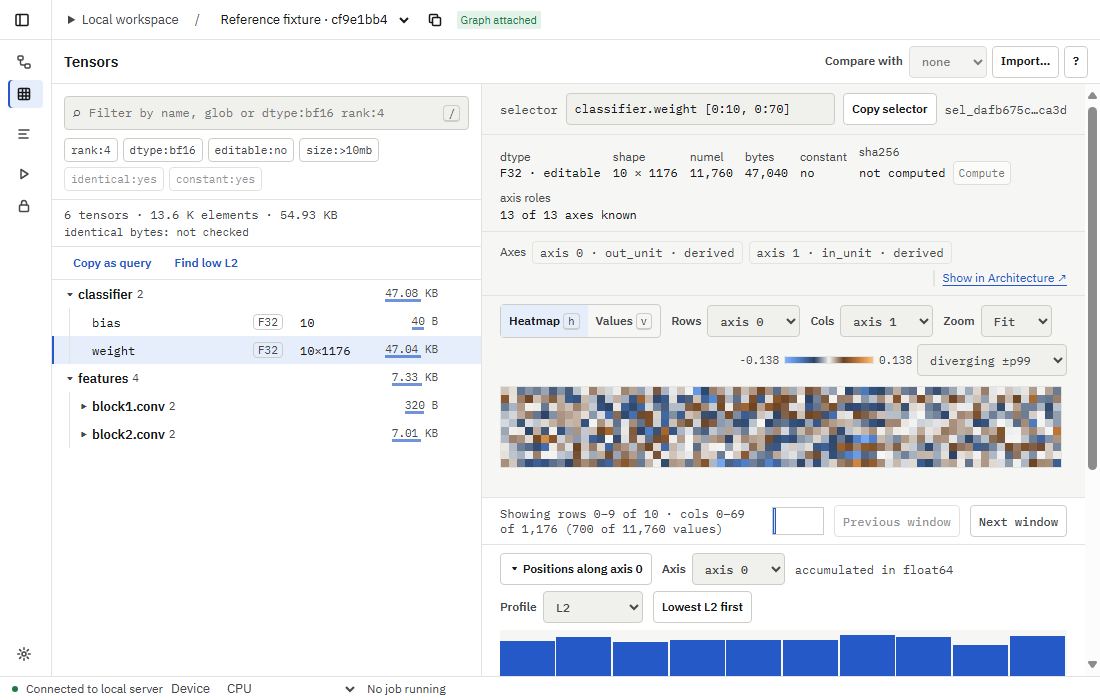 Local workspace / Reference fixture · cf9e1bb4 Graph attached
Tensors
Compare with none Import... ?
Filter by name, glob or dtype:bf16 rank:4 /
rank:4 dtype:bf16 editable:no size:>10mb
identical:yes constant:yes
6 tensors · 13.6 K elements · 54.93 KB
identical bytes: not checked
Copy as query Find low L2
classifier 2 47.08 KB
bias F32 10 40 B
weight F32 10×1176 47.04 KB
features 4 7.33 KB
block1.conv 2 320 B
block2.conv 2 7.01 KB
selector classifier.weight [0:10, 0:70] Copy selector sel_dafb675c…ca3d
dtype shape numel bytes constant sha256
F32 · editable 10 × 1176 11,760 47,040 no not computed Compute
axis roles
13 of 13 axes known
Axes axis 0 · out_unit · derived axis 1 · in_unit · derived
Show in Architecture ↗
Heatmap h Values v Rows axis 0 Cols axis 1 Zoom Fit
-0.138 0.138 diverging ±p99
Showing rows 0–9 of 10 · cols 0–69
of 1,176 (700 of 11,760 values)
Previous window Next window
Positions along axis 0 Axis axis 0 accumulated in float64
Profile L2 Lowest L2 first
Connected to local server Device CPU No job running